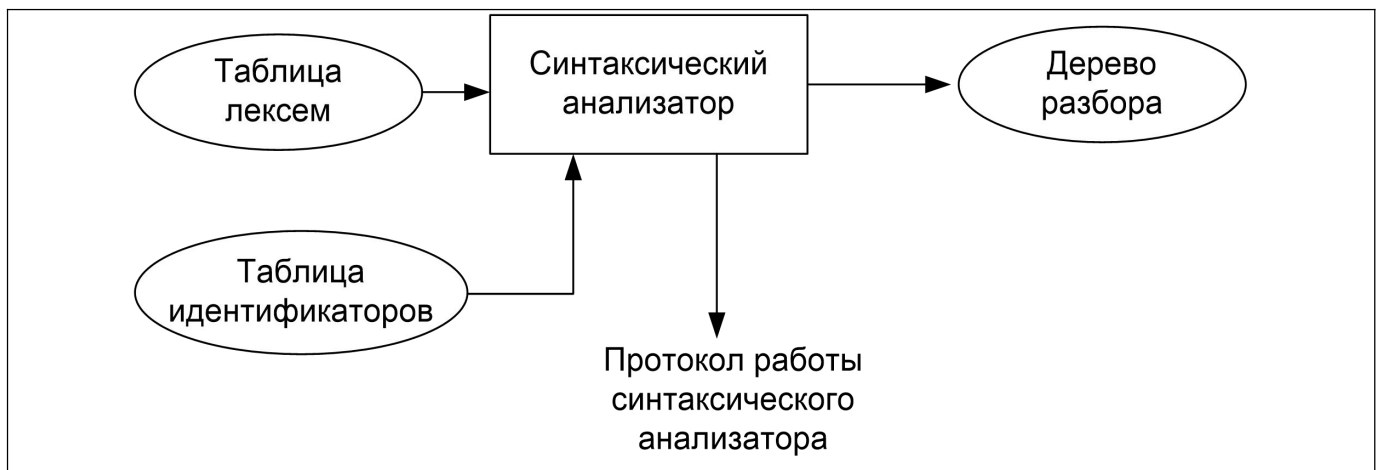 Таблица
лексем
Синтаксический
анализатор
Дерево
разбора
Таблица
идентификаторов
Протокол работы
синтаксического
анализатора